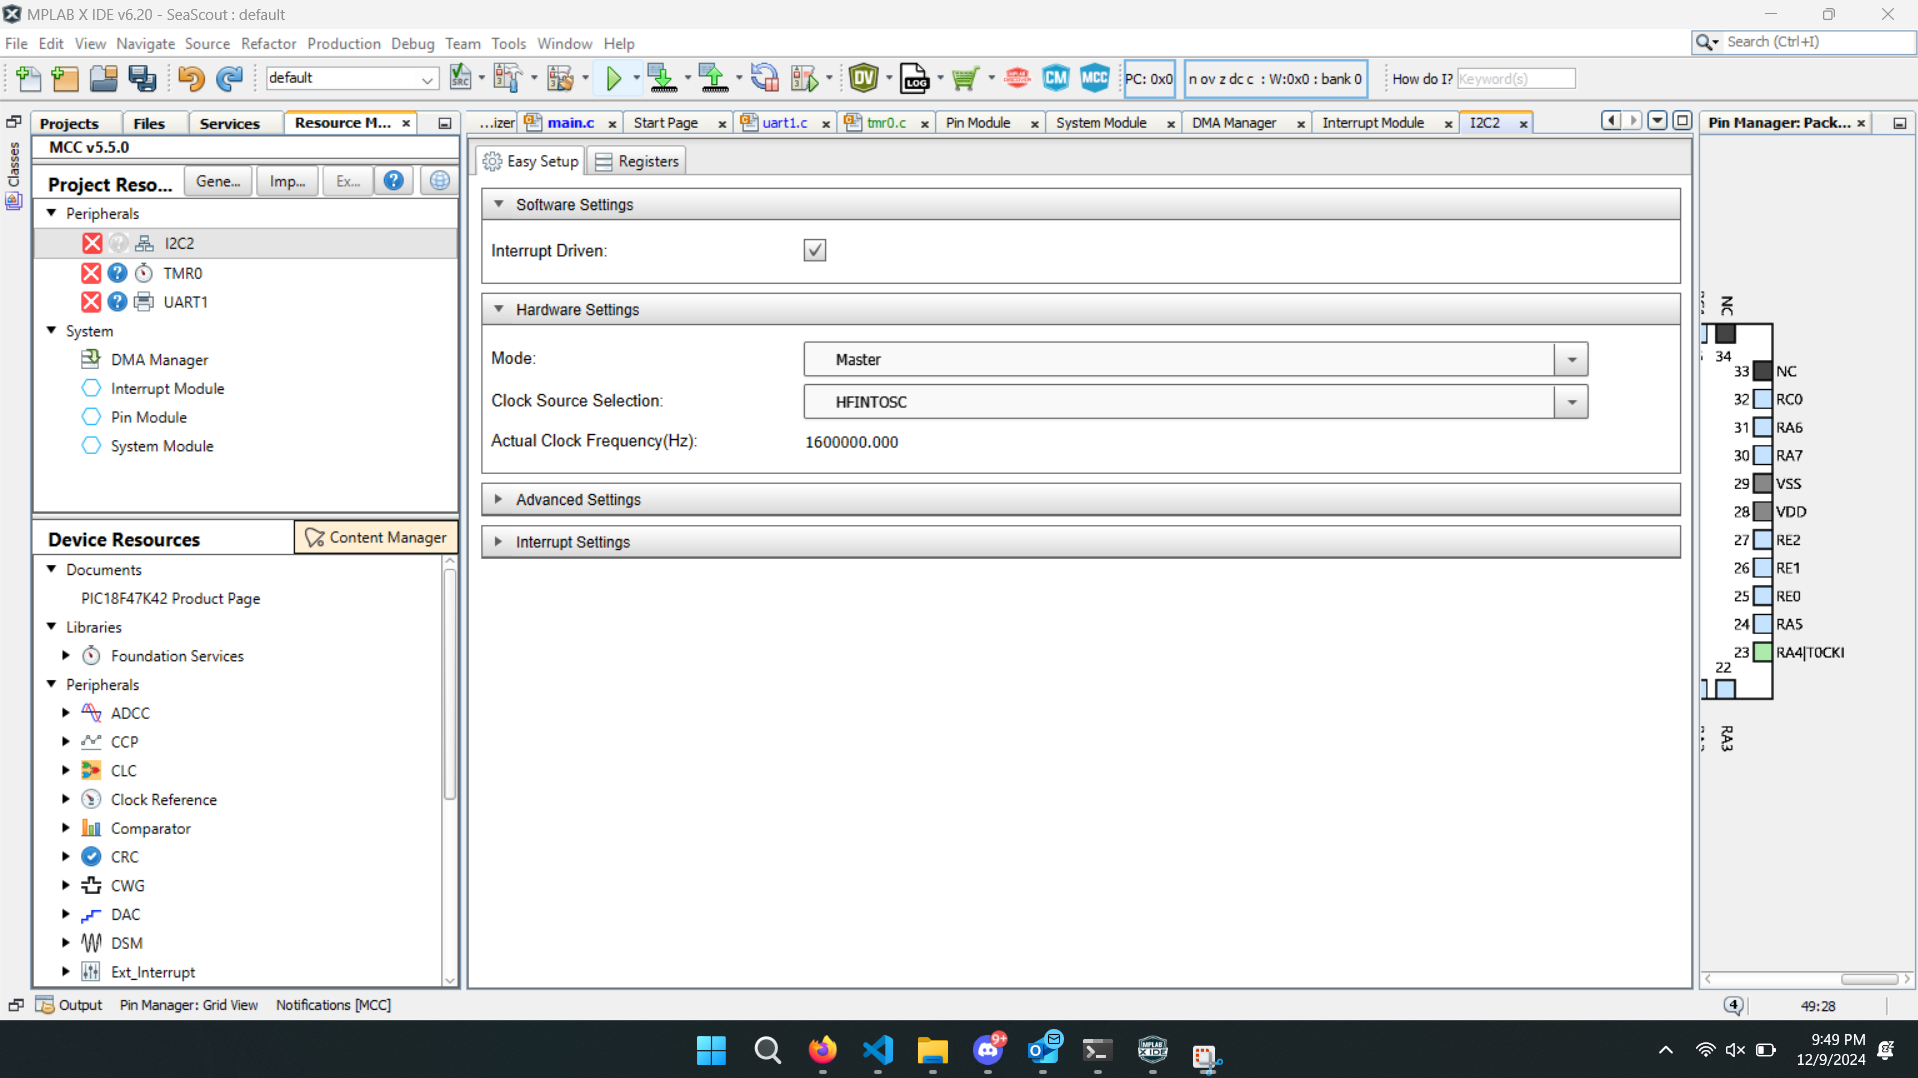 MPLAB X IDE v6.20 - SeaScout : default
File Edit View Navigate Source Refactor Production Debug Team Tools Window Help
Search (Ctrl+I)
default
SRC
DV
LOG
CM
MCC
PC: 0x0
n ov z dc c : W:0x0 : bank 0
How do I?
Keyword(s)
Projects
Files
Services
Resource M... ×
...izer
main.c ×
Start Page ×
uart1.c ×
tmr0.c ×
Pin Module ×
System Module ×
DMA Manager ×
Interrupt Module ×
I2C2 ×
Pin Manager: Pack... ×
Classes
MCC v5.5.0
Project Reso...
Gene...
Imp...
Ex...
Peripherals
I2C2
TMR0
UART1
System
DMA Manager
Interrupt Module
Pin Module
System Module
Device Resources
Content Manager
Documents
PIC18F47K42 Product Page
Libraries
Foundation Services
Peripherals
ADCC
CCP
CLC
Clock Reference
Comparator
CRC
CWG
DAC
DSM
Ext_Interrupt
Easy Setup
Registers
Software Settings
Interrupt Driven:
Hardware Settings
Mode:
Master
Clock Source Selection:
HFINTOSC
Actual Clock Frequency(Hz):
1600000.000
Advanced Settings
Interrupt Settings
NC
34
33 NC
32 RC0
31 RA6
30 RA7
29 VSS
28 VDD
27 RE2
26 RE1
25 RE0
24 RA5
23 RA4|T0CKI
22
RA3
Output
Pin Manager: Grid View
Notifications [MCC]
4
49:28
9+
MPLAB
X IDE
9:49 PM
12/9/2024